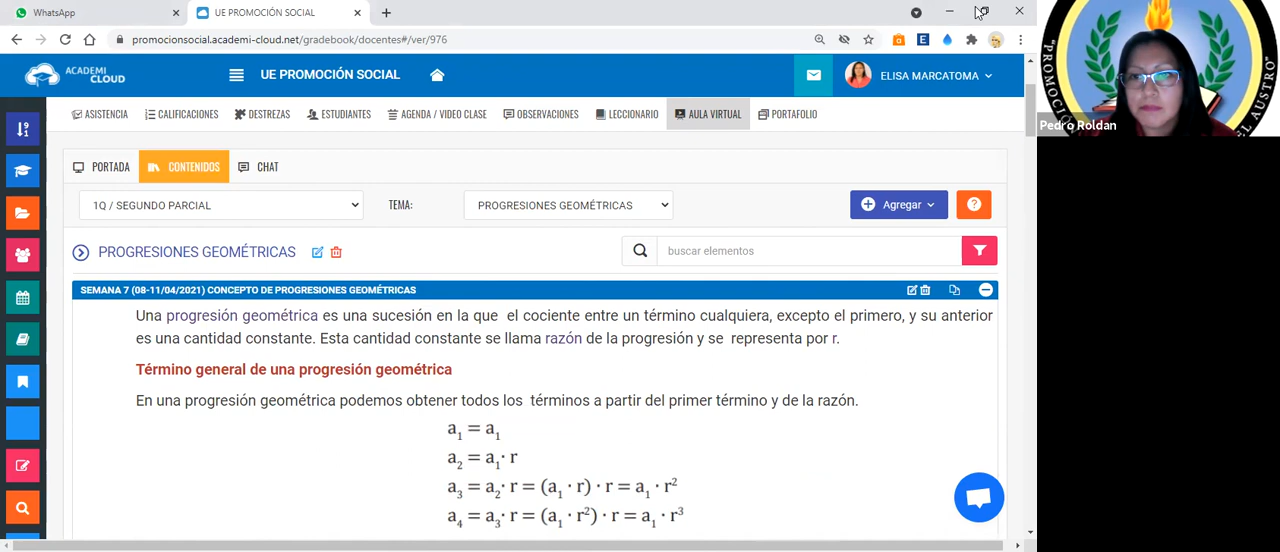 WhatsApp
UE PROMOCIÓN SOCIAL
promocionsocial.academi-cloud.net/gradebook/docentes#/ver/976
ACADEMI
CLOUD
UE PROMOCIÓN SOCIAL
ELISA MARCATOMA
ASISTENCIA
CALIFICACIONES
DESTREZAS
ESTUDIANTES
AGENDA / VIDEO CLASE
OBSERVACIONES
LECCIONARIO
AULA VIRTUAL
PORTAFOLIO
Pedro Roldan
PORTADA
CONTENIDOS
CHAT
1Q / SEGUNDO PARCIAL
TEMA:
PROGRESIONES GEOMÉTRICAS
Agregar
PROGRESIONES GEOMÉTRICAS
buscar elementos
SEMANA 7 (08-11/04/2021) CONCEPTO DE PROGRESIONES GEOMÉTRICAS
Una progresión geométrica es una sucesión en la que el cociente entre un término cualquiera, excepto el primero, y su anterior
es una cantidad constante. Esta cantidad constante se llama razón de la progresión y se representa por r.
Término general de una progresión geométrica
En una progresión geométrica podemos obtener todos los términos a partir del primer término y de la razón.
a₁ = a₁
a₂ = a₁· r
a₃ = a₂· r = (a₁ · r) · r = a₁ · r²
a₄ = a₃· r = (a₁ · r²) · r = a₁ · r³